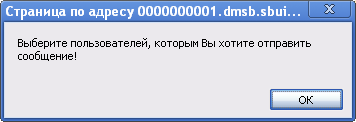 Страница по адресу 0000000001.dmsb.sbui...
Выберите пользователей, которым Вы хотите отправить
сообщение!
OK